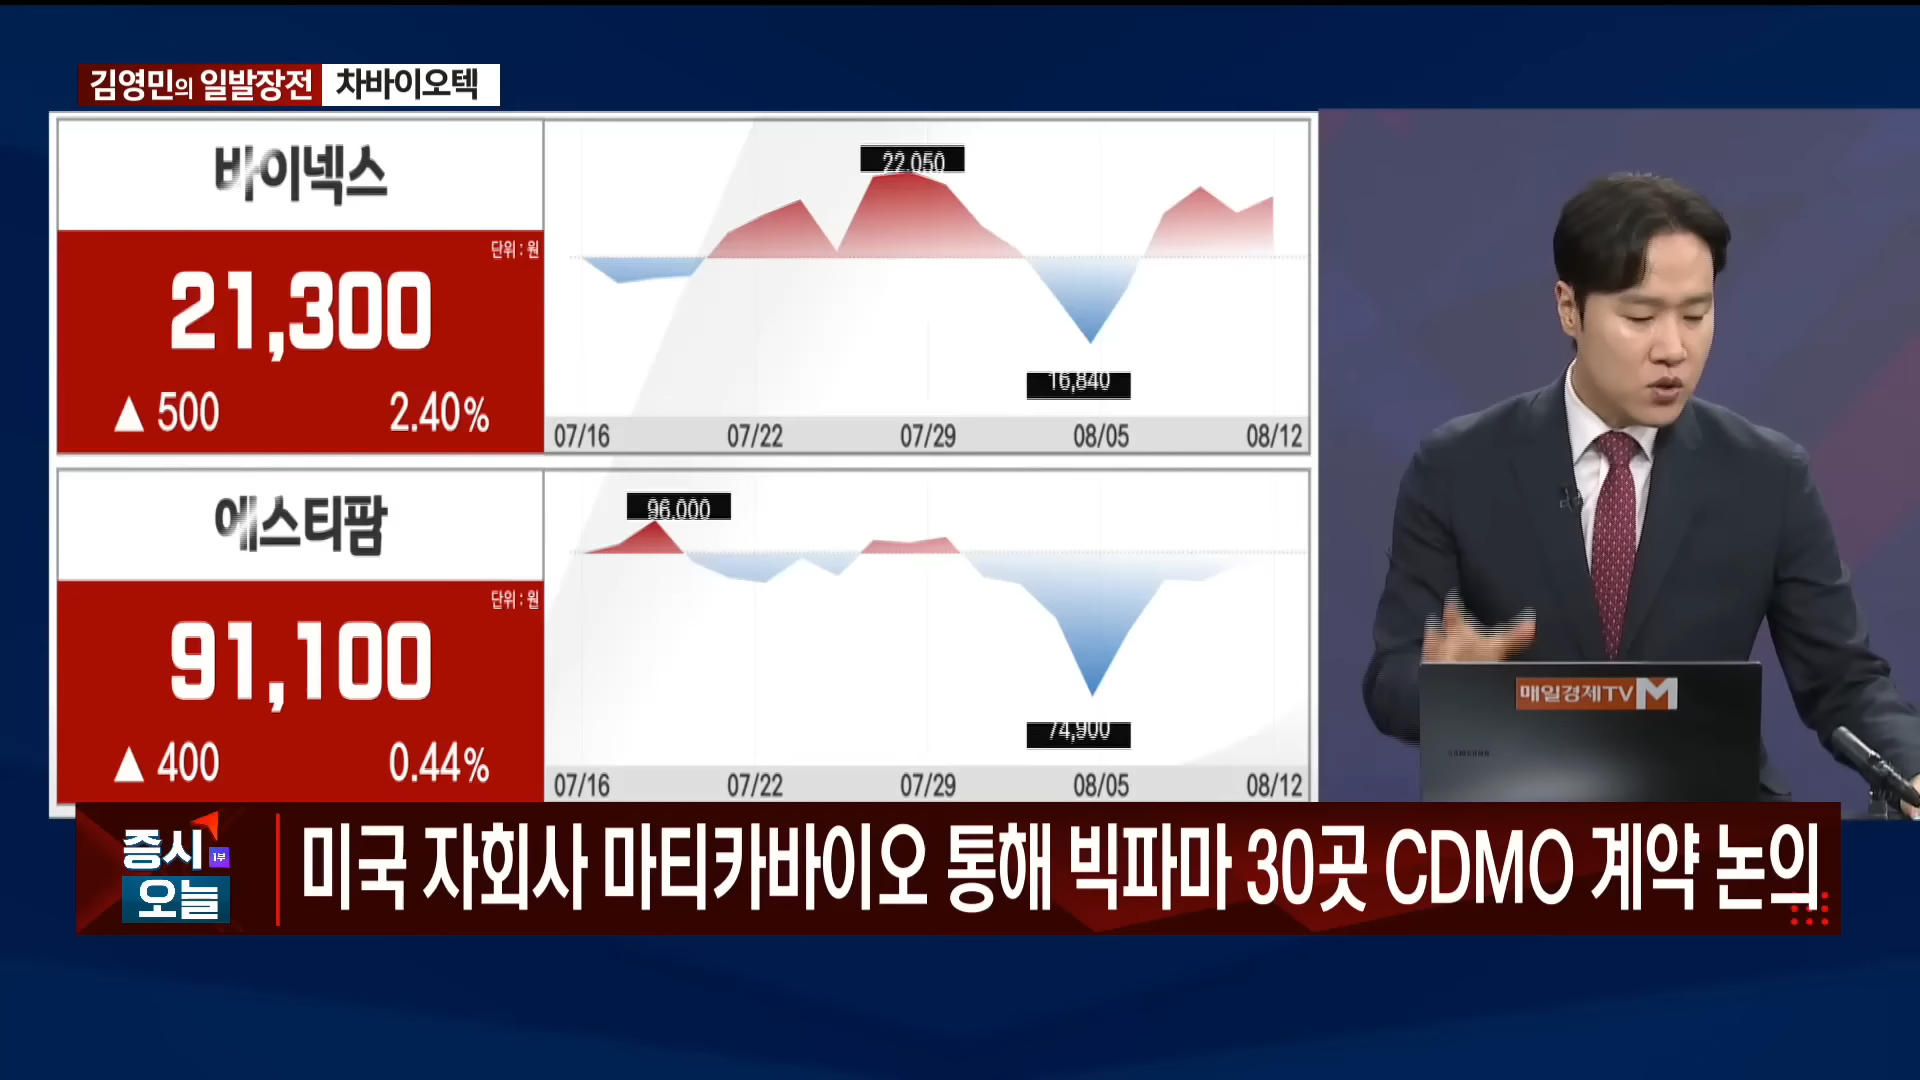 김영민의 일발장전 차바이오텍
바이넥스
단위 : 원
21,300
▲ 500 2.40%
22,050
16,840
07/16 07/22 07/29 08/05 08/12
에스티팜
단위 : 원
91,100
▲ 400 0.44%
96,000
74,900
07/16 07/22 07/29 08/05 08/12
매일경제TV M
SAMSUNG
증시 1부
오늘
미국 자회사 마티카바이오 통해 빅파마 30곳 CDMO 계약 논의